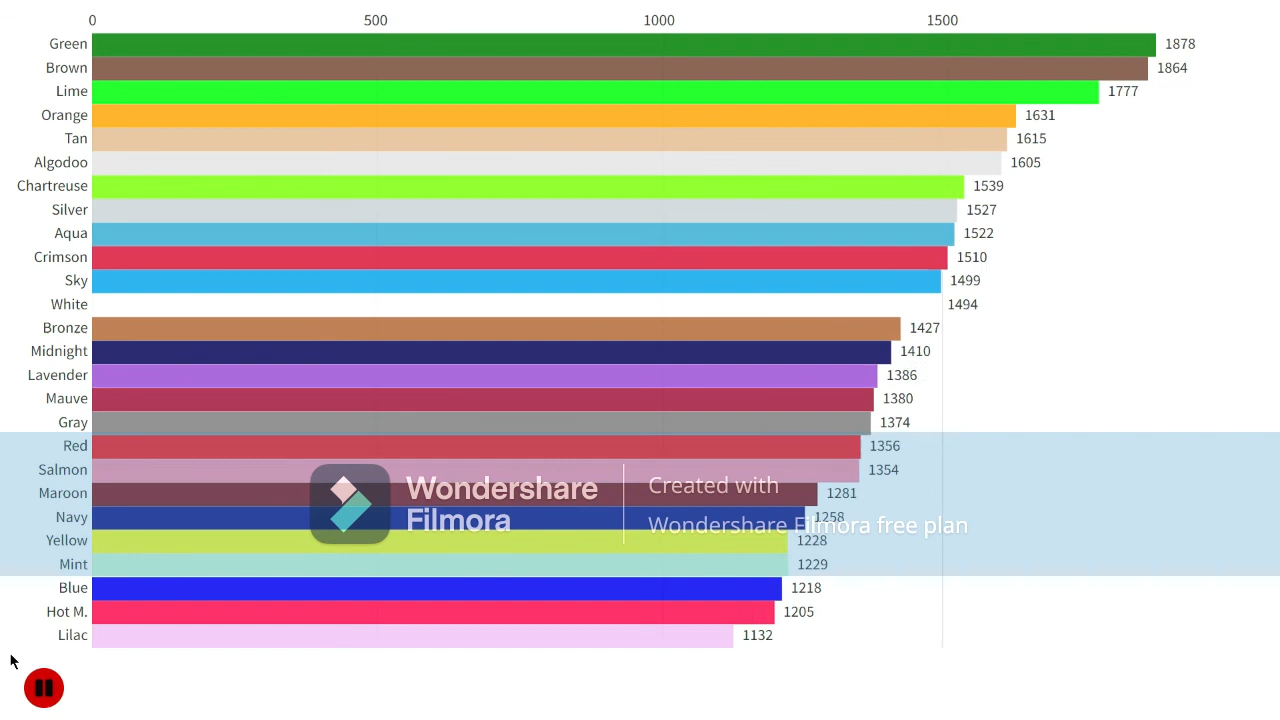 0 500 1000 1500
Green 1878
Brown 1864
Lime 1777
Orange 1631
Tan 1615
Algodoo 1605
Chartreuse 1539
Silver 1527
Aqua 1522
Crimson 1510
Sky 1499
White 1494
Bronze 1427
Midnight 1410
Lavender 1386
Mauve 1380
Gray 1374
Red 1356
Salmon 1354
Maroon 1281
Navy 1258
Yellow 1228
Mint 1229
Blue 1218
Hot M. 1205
Lilac 1132
Wondershare
Filmora
Created with
Wondershare Filmora free plan